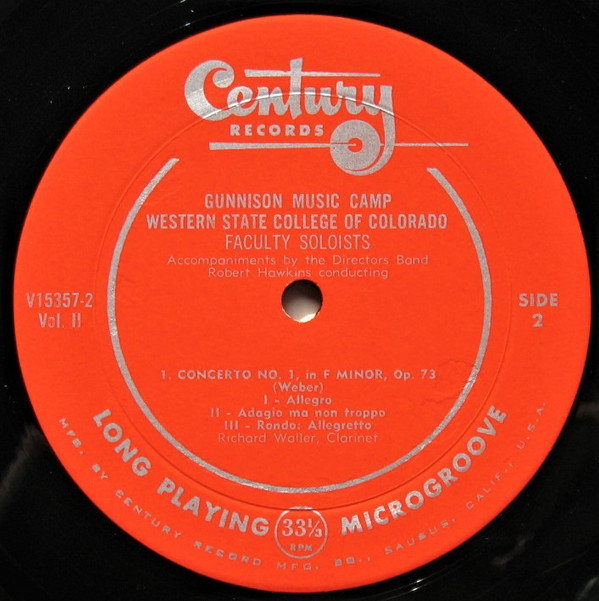 Century
RECORDS
GUNNISON MUSIC CAMP
WESTERN STATE COLLEGE OF COLORADO
FACULTY SOLOISTS
Accompaniments by the Directors Band
Robert Hawkins conducting
V15357-2
Vol. II
SIDE
2
1. CONCERTO NO. 1, in F MINOR, Op. 73
(Weber)
I - Allegro
II - Adagio ma non troppo
III - Rondo: Allegretto
Richard Waller, Clarinet
LONG PLAYING 33⅓ RPM MICROGROOVE
MFG. BY CENTURY RECORD MFG. CO., SAUGUS, CALIF., U.S.A.